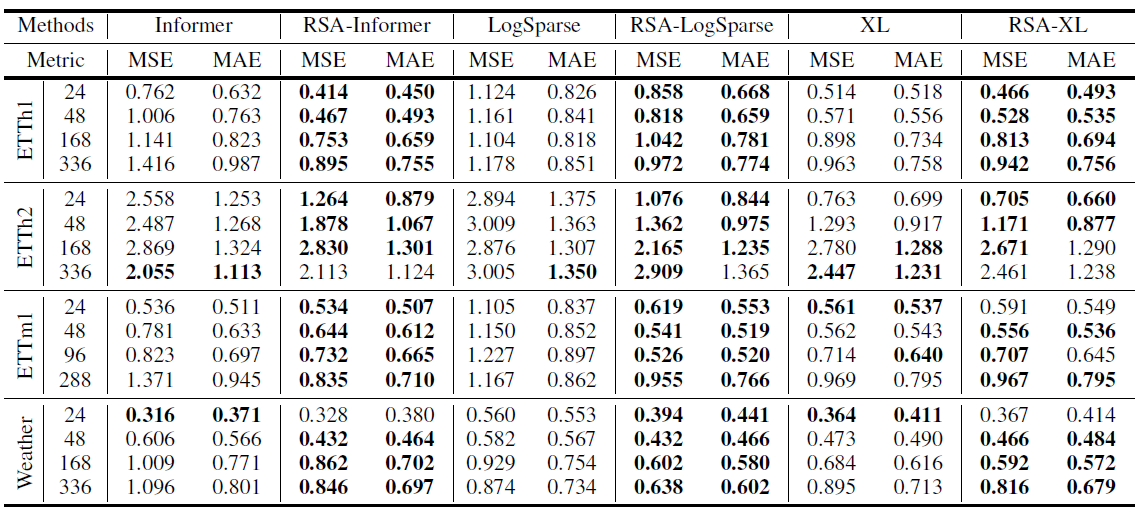 Methods Informer RSA-Informer LogSparse RSA-LogSparse XL RSA-XL
Metric MSE MAE MSE MAE MSE MAE MSE MAE MSE MAE MSE MAE
ETTh1
24 0.762 0.632 0.414 0.450 1.124 0.826 0.858 0.668 0.514 0.518 0.466 0.493
48 1.006 0.763 0.467 0.493 1.161 0.841 0.818 0.659 0.571 0.556 0.528 0.535
168 1.141 0.823 0.753 0.659 1.104 0.818 1.042 0.781 0.898 0.734 0.813 0.694
336 1.416 0.987 0.895 0.755 1.178 0.851 0.972 0.774 0.963 0.758 0.942 0.756
ETTh2
24 2.558 1.253 1.264 0.879 2.894 1.375 1.076 0.844 0.763 0.699 0.705 0.660
48 2.487 1.268 1.878 1.067 3.009 1.363 1.362 0.975 1.293 0.917 1.171 0.877
168 2.869 1.324 2.830 1.301 2.876 1.307 2.165 1.235 2.780 1.288 2.671 1.290
336 2.055 1.113 2.113 1.124 3.005 1.350 2.909 1.365 2.447 1.231 2.461 1.238
ETTm1
24 0.536 0.511 0.534 0.507 1.105 0.837 0.619 0.553 0.561 0.537 0.591 0.549
48 0.781 0.633 0.644 0.612 1.150 0.852 0.541 0.519 0.562 0.543 0.556 0.536
96 0.823 0.697 0.732 0.665 1.227 0.897 0.526 0.520 0.714 0.640 0.707 0.645
288 1.371 0.945 0.835 0.710 1.167 0.862 0.955 0.766 0.969 0.795 0.967 0.795
Weather
24 0.316 0.371 0.328 0.380 0.560 0.553 0.394 0.441 0.364 0.411 0.367 0.414
48 0.606 0.566 0.432 0.464 0.582 0.567 0.432 0.466 0.473 0.490 0.466 0.484
168 1.009 0.771 0.862 0.702 0.929 0.754 0.602 0.580 0.684 0.616 0.592 0.572
336 1.096 0.801 0.846 0.697 0.874 0.734 0.638 0.602 0.895 0.713 0.816 0.679